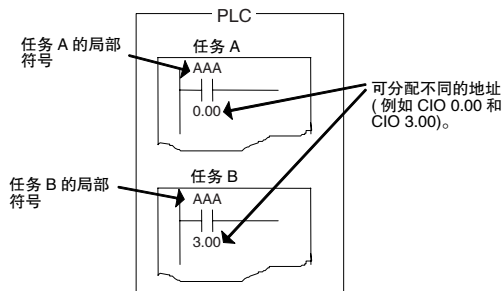 PLC
任务 A 的局部
符号
任务 A
AAA
0.00
可分配不同的地址
( 例如 CIO 0.00 和
CIO 3.00)。
任务 B 的局部
符号
任务 B
AAA
3.00